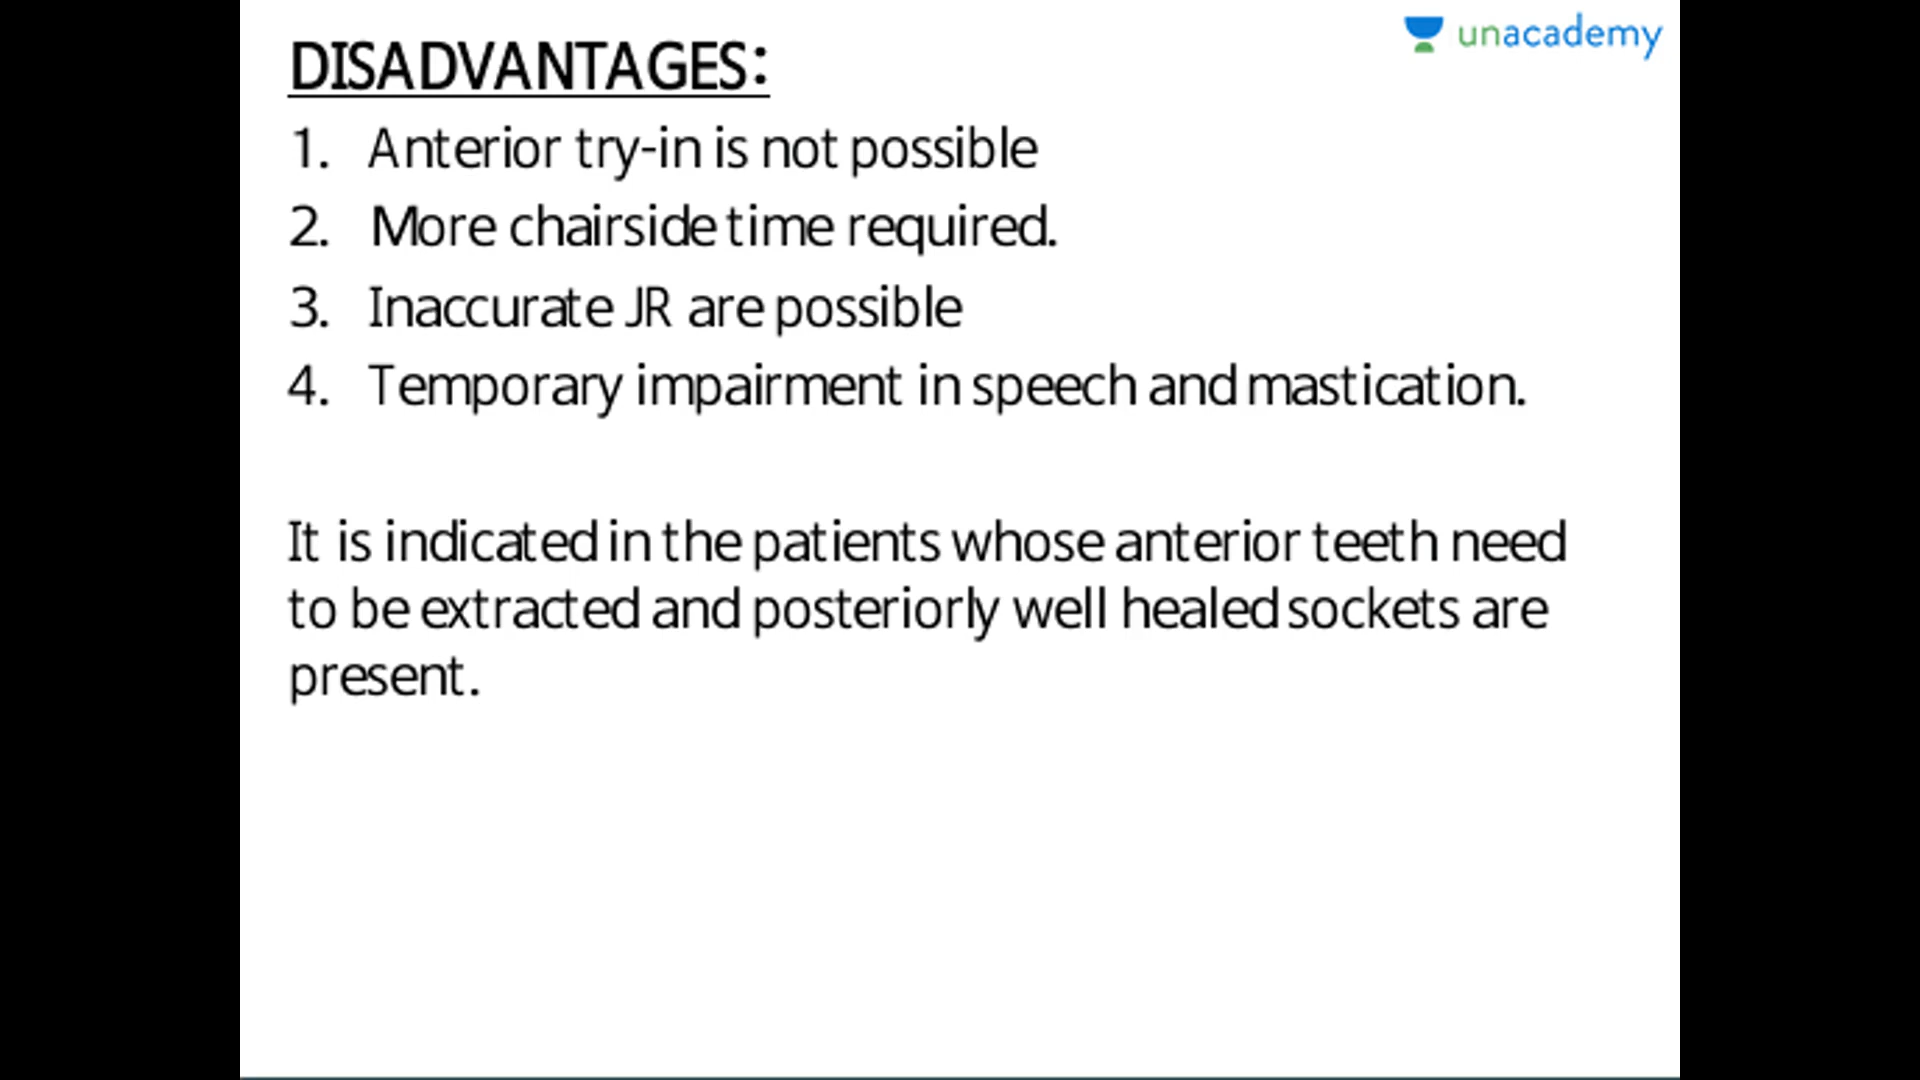 unacademy
DISADVANTAGES:
1. Anterior try-in is not possible
2. More chairside time required.
3. Inaccurate JR are possible
4. Temporary impairment in speech and mastication.
It is indicated in the patients whose anterior teeth need
to be extracted and posteriorly well healed sockets are
present.